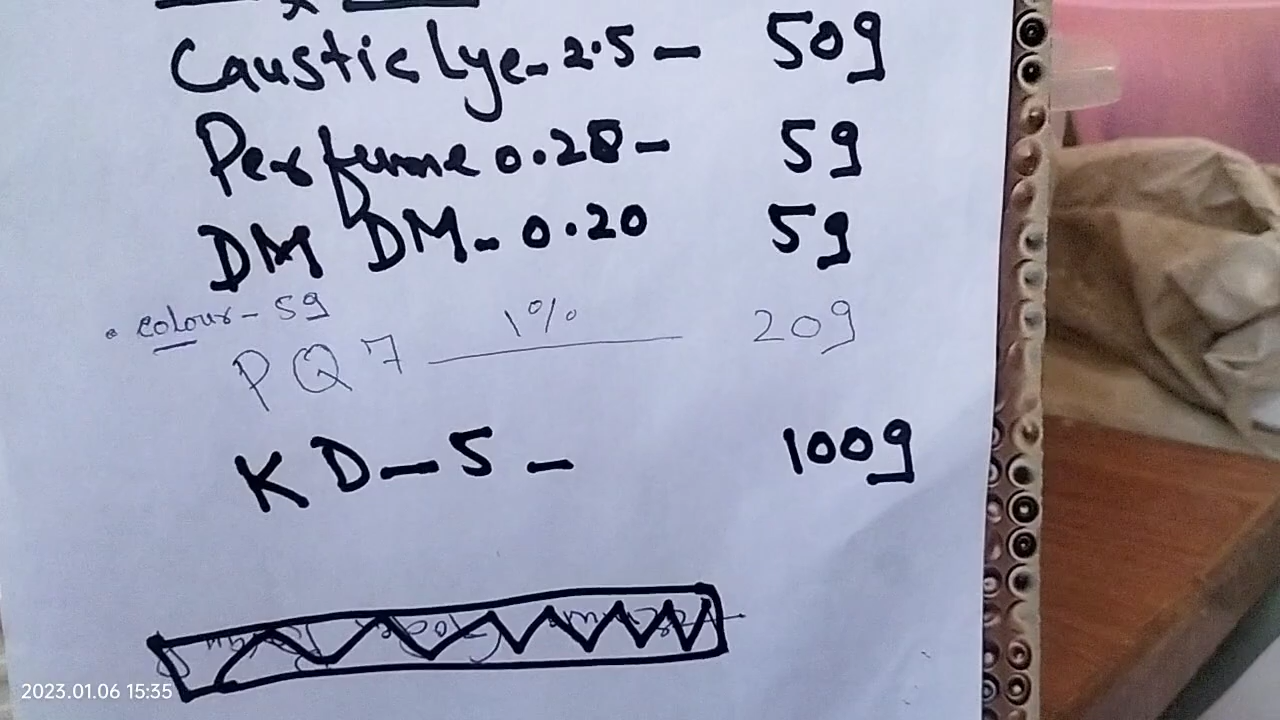 Caustic Lye - 2.5 - 50g
Perfume 0.25 - 5g
DM DM - 0.20 5g
• colour - 5g
PQ7 1% 20g
KD - 5 - 100g
2023.01.06 15:35